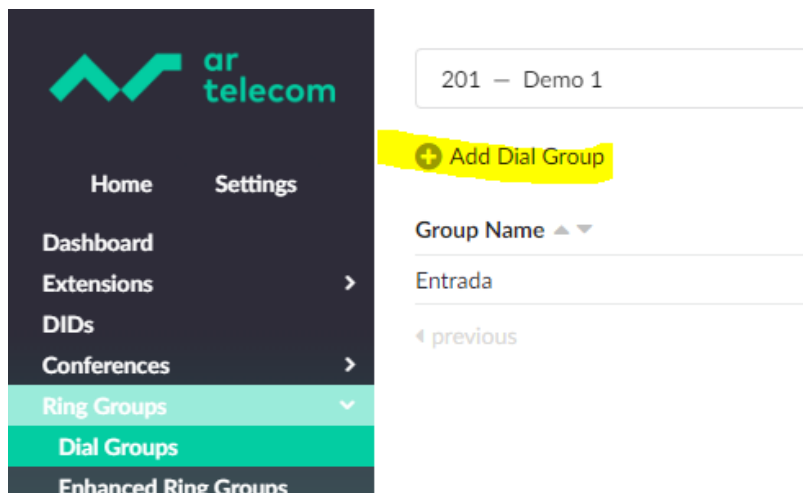 ar
telecom
Home Settings
Dashboard
Extensions
DIDs
Conferences
Ring Groups
Dial Groups
Enhanced Ring Groups
201 — Demo 1
Add Dial Group
Group Name
Entrada
previous